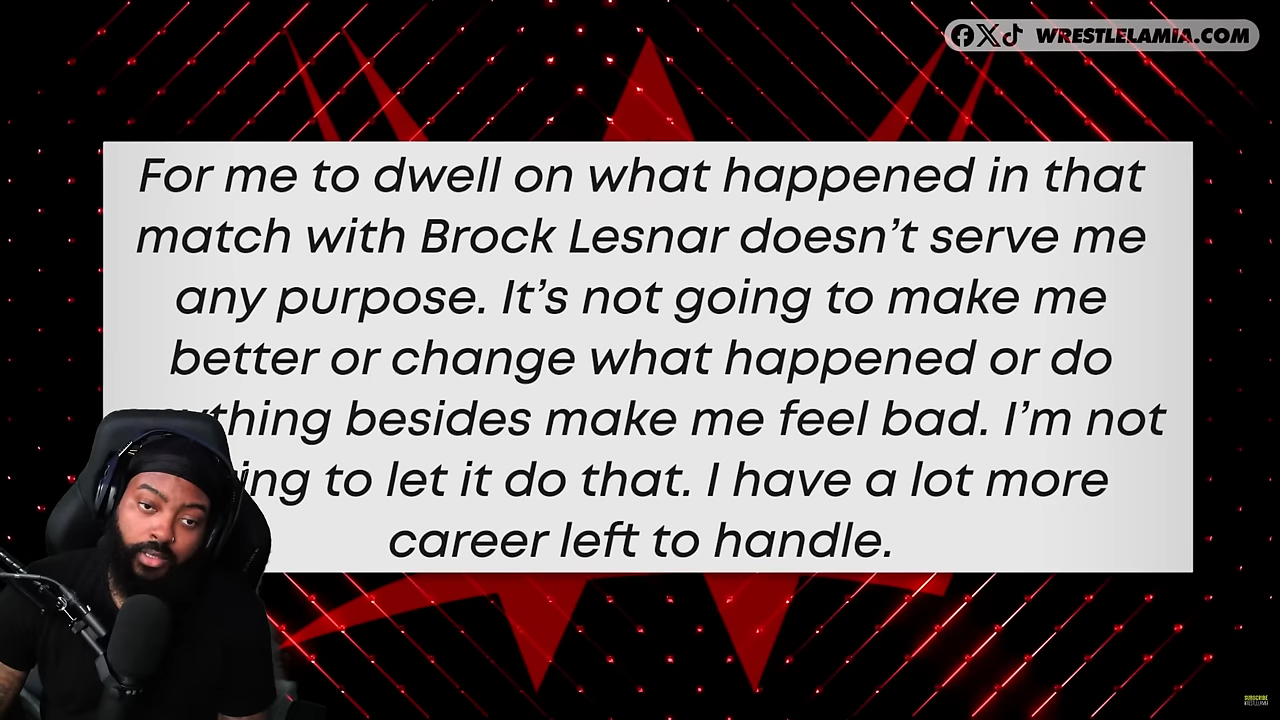 WRESTLELAMIA.COM
For me to dwell on what happened in that
match with Brock Lesnar doesn’t serve me
any purpose. It’s not going to make me
better or change what happened or do
besides make me feel bad. I’m not
to let it do that. I have a lot more
career left to handle.
SUBSCRIBE